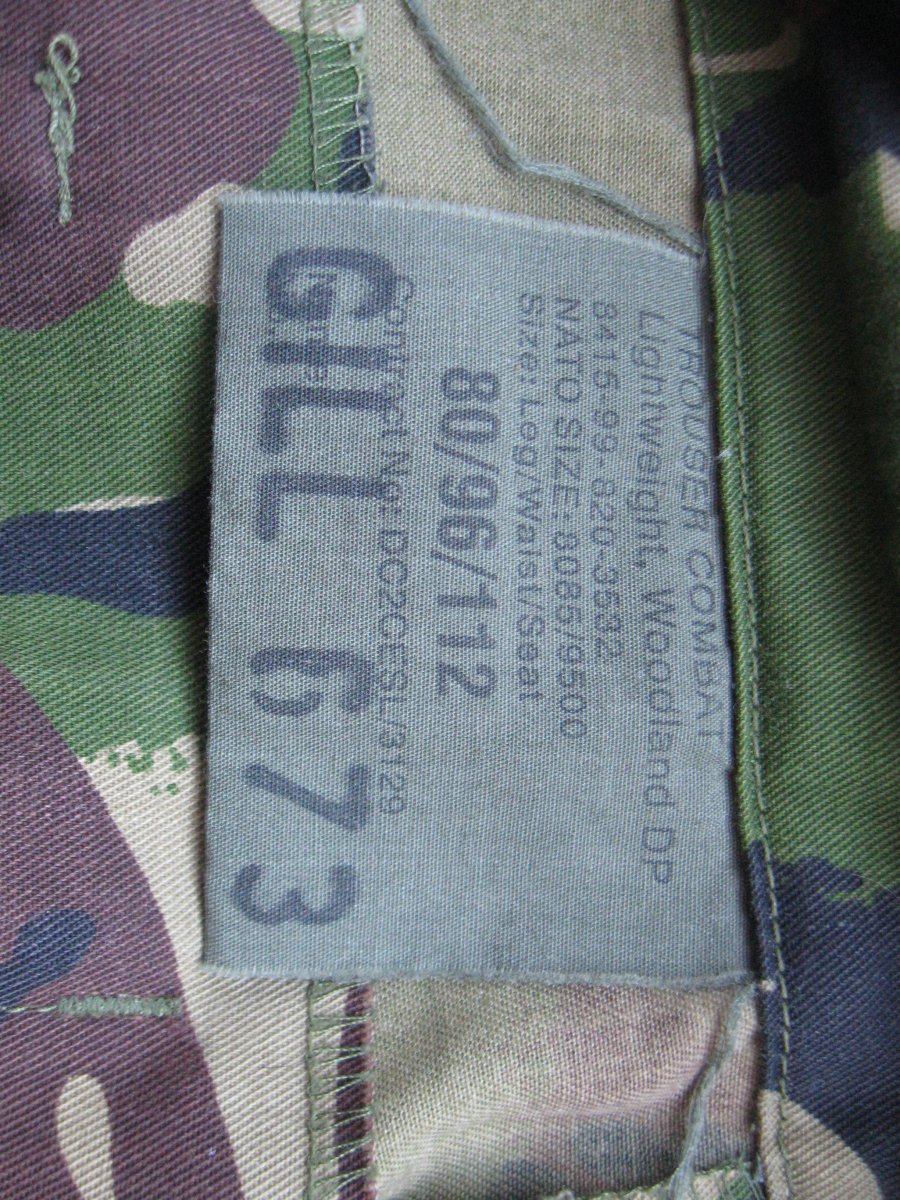 TROUSER COMBAT
Lightweight, Woodland DP
8415-99-820-3532
NATO SIZE: 8085/9500
Size: Leg/Waist/Seat
80/96/112
Contract No: DC2CESL/3129
GILL 673